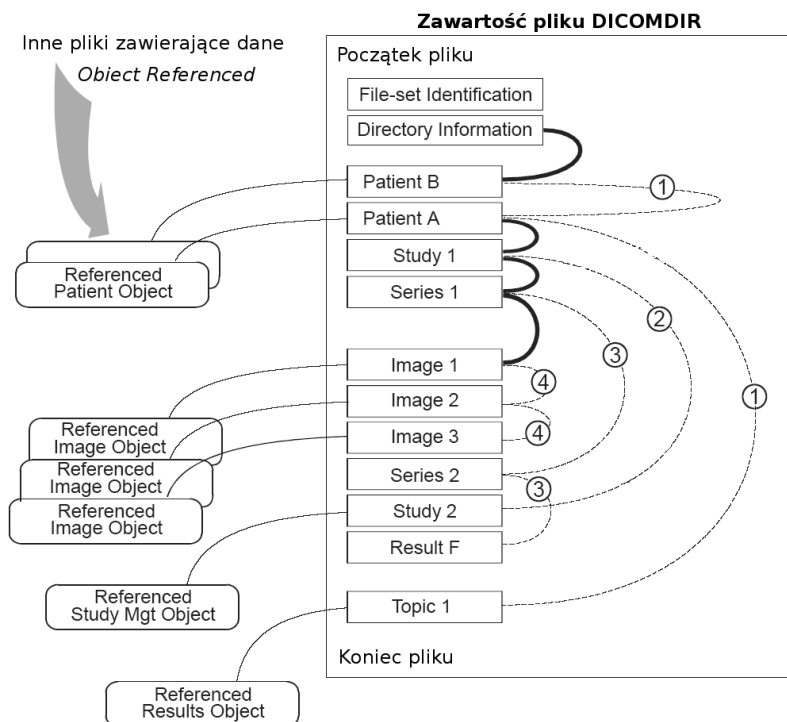 Zawartość pliku DICOMDIR
Inne pliki zawierające dane
Obiect Referenced
Początek pliku
File-set Identification
Directory Information
Patient B
1
Patient A
Study 1
Referenced
Patient Object
Series 1
2
3
Image 1
4
1
Image 2
Referenced
Image Object
4
Image 3
Referenced
Image Object
Series 2
3
Referenced
Image Object
Study 2
Result F
Referenced
Study Mgt Object
Topic 1
Koniec pliku
Referenced
Results Object